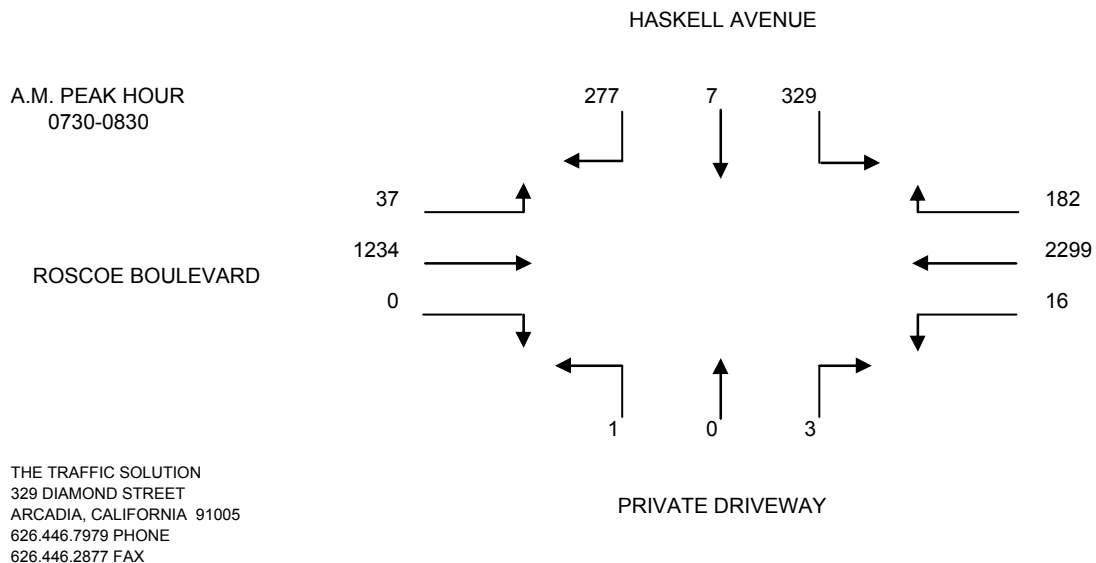 HASKELL AVENUE
A.M. PEAK HOUR
0730-0830
277 7 329
37 182
1234 2299
ROSCOE BOULEVARD
0 16
1 0 3
THE TRAFFIC SOLUTION
329 DIAMOND STREET
ARCADIA, CALIFORNIA 91005
626.446.7979 PHONE
626.446.2877 FAX
PRIVATE DRIVEWAY